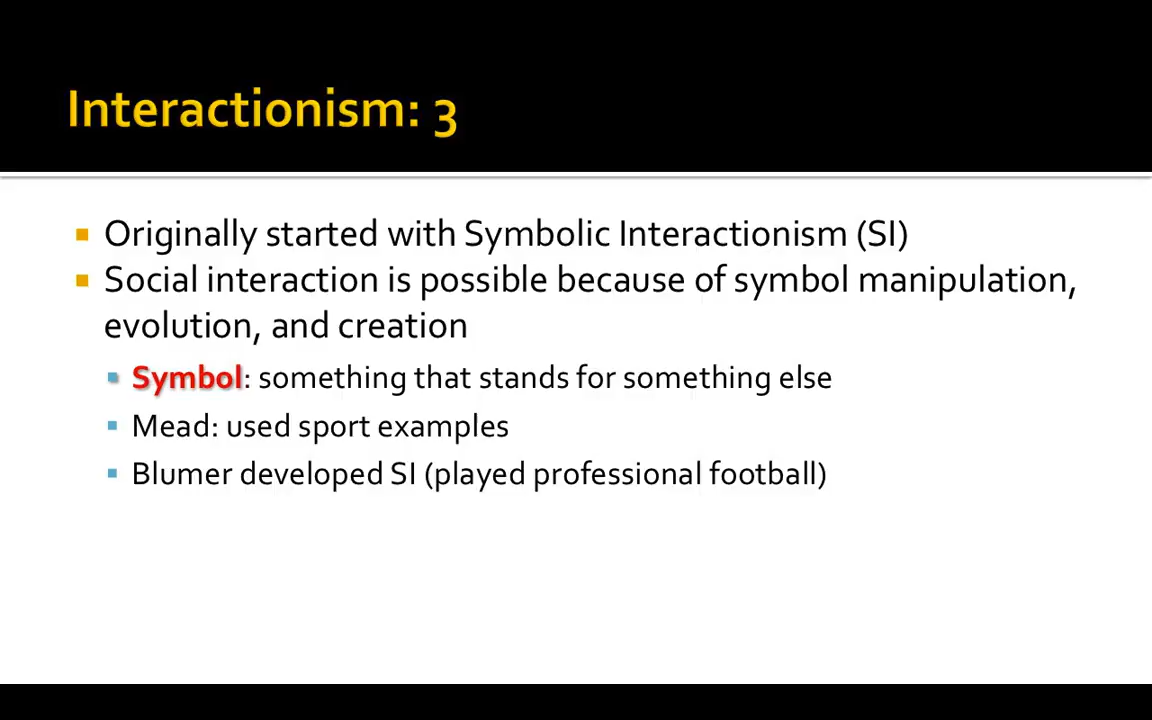 Interactionism: 3
Originally started with Symbolic Interactionism (SI)
Social interaction is possible because of symbol manipulation,
evolution, and creation
Symbol: something that stands for something else
Mead: used sport examples
Blumer developed SI (played professional football)